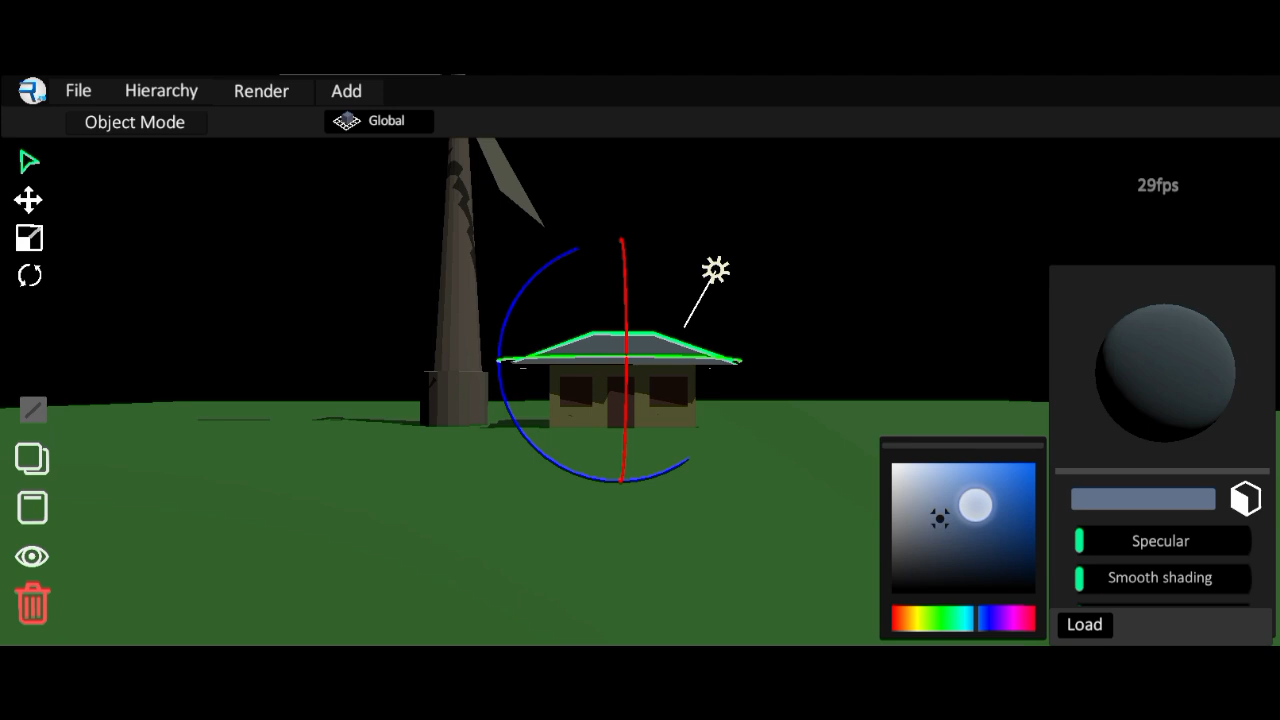 File Hierarchy Render Add
Object Mode Global
29fps
Specular
Smooth shading
Load